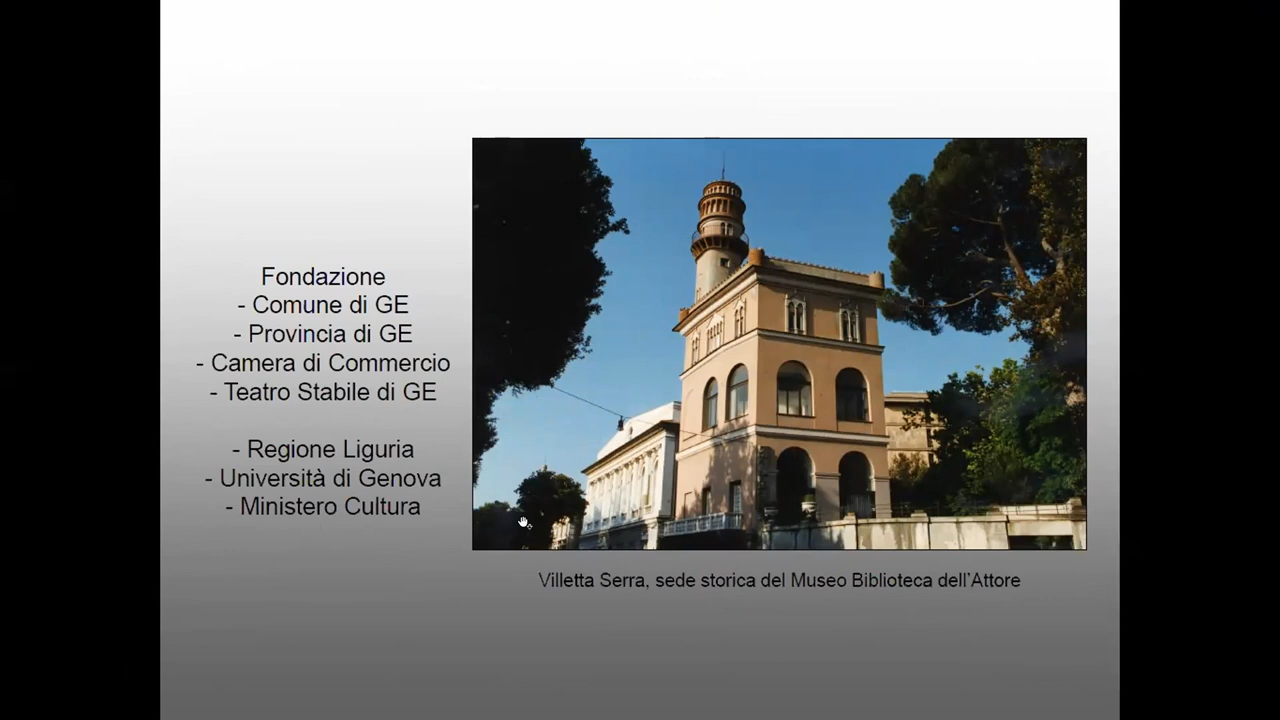 Fondazione
- Comune di GE
- Provincia di GE
- Camera di Commercio
- Teatro Stabile di GE
- Regione Liguria
- Università di Genova
- Ministero Cultura
Villetta Serra, sede storica del Museo Biblioteca dell'Attore